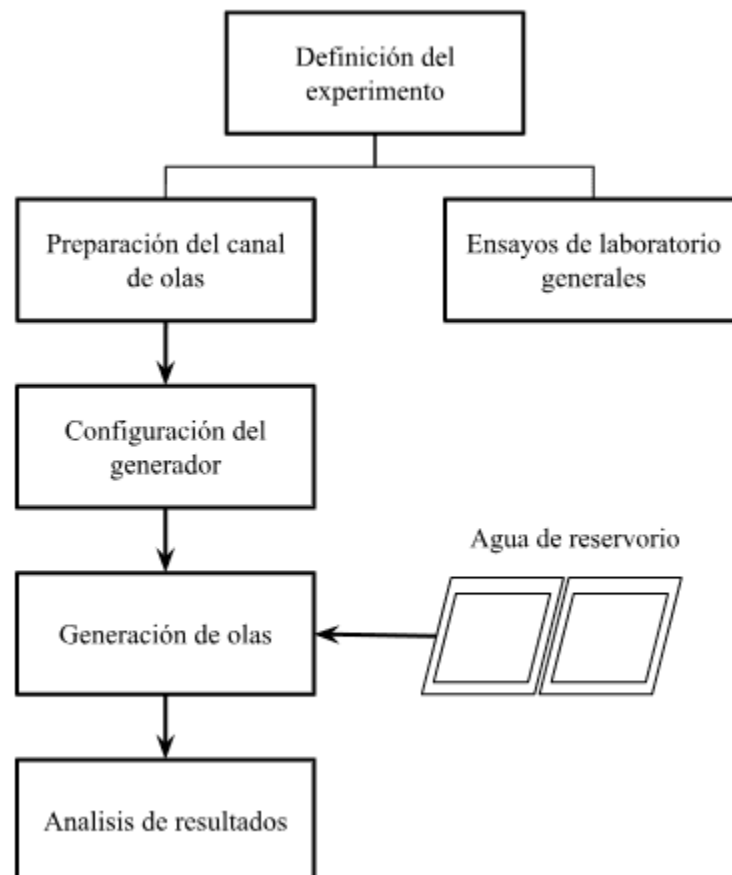 Definición del
experimento
Preparación del canal
de olas
Ensayos de laboratorio
generales
Configuración del
generador
Agua de reservorio
Generación de olas
Analisis de resultados